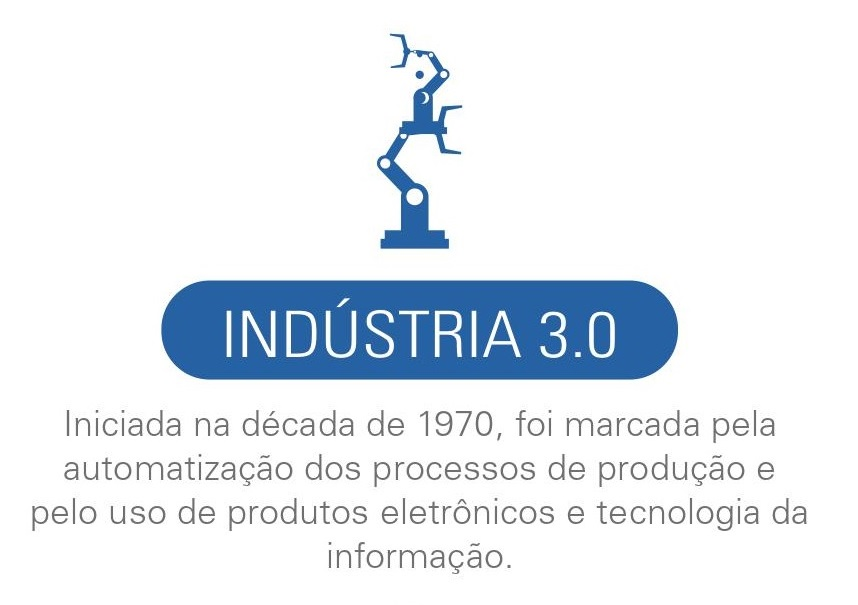 INDÚSTRIA 3.0
Iniciada na década de 1970, foi marcada pela
automatização dos processos de produção e
pelo uso de produtos eletrônicos e tecnologia da
informação.